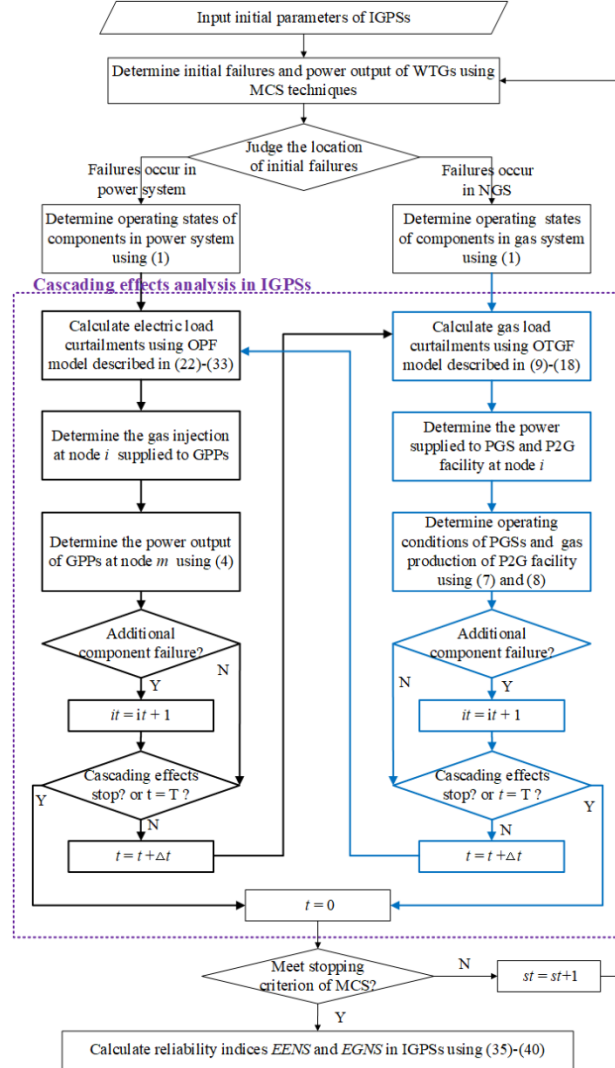 Input initial parameters of IGPSs
Determine initial failures and power output of WTGs using
MCS techniques
Judge the location
of initial failures
Failures occur in
power system
Failures occur
in NGS
Determine operating states
of components in power system
using (1)
Determine operating states
of components in gas system
using (1)
Cascading effects analysis in IGPSs
Calculate electric load
curtailments using OPF
model described in (22)-(33)
Calculate gas load
curtailments using OTGF
model described in (9)-(18)
Determine the gas injection
at node i supplied to GPPs
Determine the power
supplied to PGS and P2G
facility at node i
Determine the power output
of GPPs at node m using (4)
Determine operating
conditions of PGSs and gas
production of P2G facility
using (7) and (8)
Additional
component failure?
N
Y
Additional
component failure?
N
Y
it = it + 1
it = it + 1
Cascading effects
stop? or t = T ?
Y
N
Cascading effects
stop? or t = T ?
Y
N
t = t +Δt
t = t +Δt
t = 0
Meet stopping
criterion of MCS?
N
st = st+1
Y
Calculate reliability indices EENS and EGNS in IGPSs using (35)-(40)